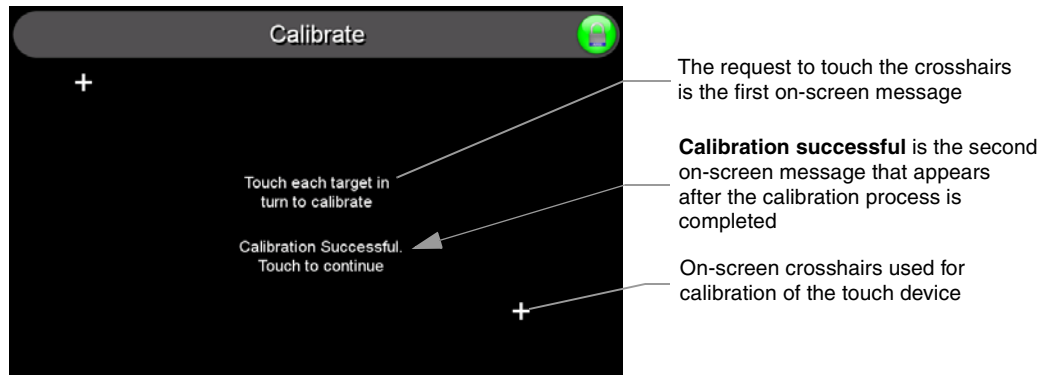 Calibrate
Touch each target in
turn to calibrate
Calibration Successful.
Touch to continue
The request to touch the crosshairs
is the first on-screen message
Calibration successful is the second
on-screen message that appears
after the calibration process is
completed
On-screen crosshairs used for
calibration of the touch device